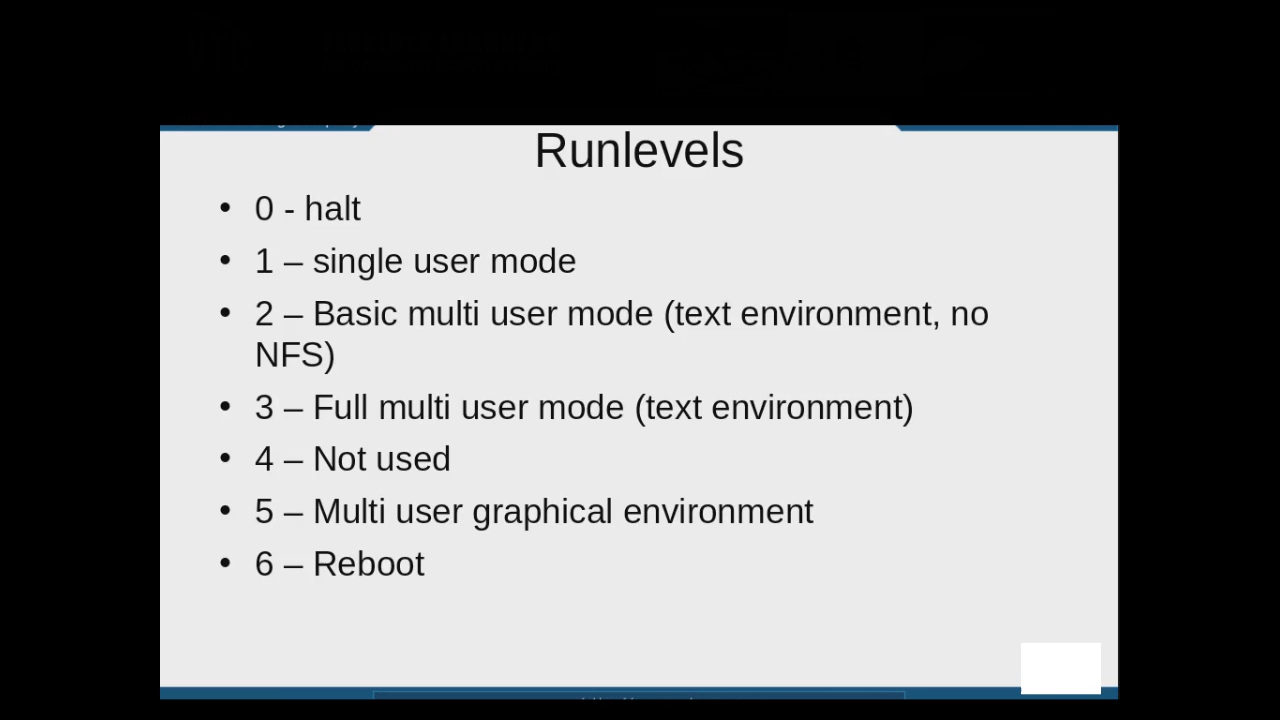 Runlevels
• 0 - halt
• 1 – single user mode
• 2 – Basic multi user mode (text environment, no
NFS)
• 3 – Full multi user mode (text environment)
• 4 – Not used
• 5 – Multi user graphical environment
• 6 – Reboot